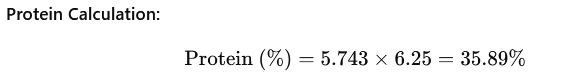 Protein Calculation:
Protein (%) = 5.743 × 6.25 = 35.89%